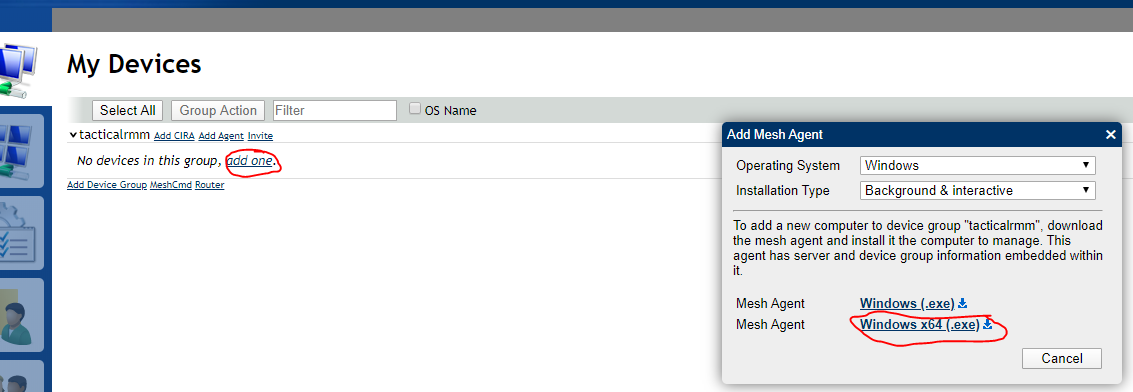 My Devices
Select All Group Action Filter OS Name
tacticalrmm Add CIRA Add Agent Invite
No devices in this group, add one.
Add Device Group MeshCmd Router
Add Mesh Agent
Operating System Windows
Installation Type Background & interactive
To add a new computer to device group "tacticalrmm", download
the mesh agent and install it the computer to manage. This
agent has server and device group information embedded within
it.
Mesh Agent Windows (.exe)
Mesh Agent Windows x64 (.exe)
Cancel